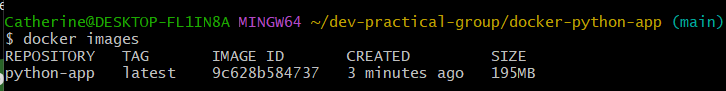 Catherine@DESKTOP-FL1IN8A MINGW64 ~/dev-practical-group/docker-python-app (main)
$ docker images
REPOSITORY   TAG       IMAGE ID       CREATED         SIZE
python-app   latest    9c628b584737   3 minutes ago   195MB